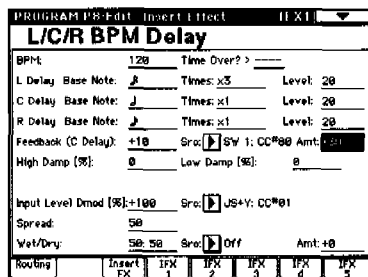 PROGRAM P8-Edit Insert Effect IFX1
L/C/R BPM Delay
BPM: 120 Time Over? > ----
L Delay Base Note: ♪ Times: x3 Level: 20
C Delay Base Note: ♩ Times: x1 Level: 20
R Delay Base Note: ♪ Times: x1 Level: 20
Feedback (C Delay): +10 Src: SW 1: CC#80 Amt:
High Damp [%]: 0 Low Damp [%]: 0
Input Level Dmod [%]: +100 Src: JS+Y: CC#01
Spread: 50
Wet/Dry: 50: 50 Src: Off Amt: +0
Routing Insert FX IFX 1 IFX 2 IFX 3 IFX 4 IFX 5